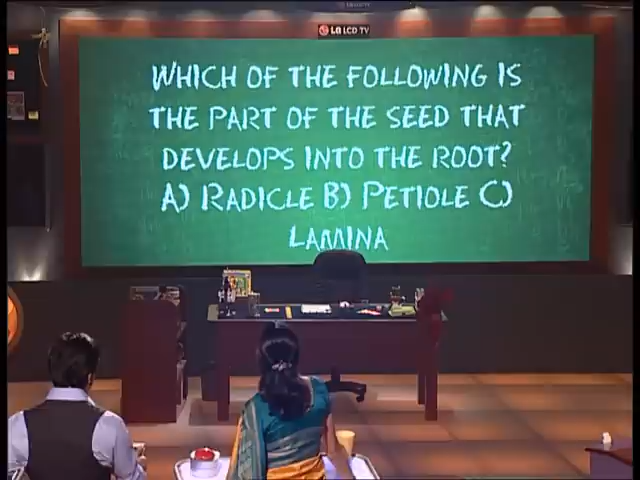 LG LCD TV
WHICH OF THE FOLLOWING IS
THE PART OF THE SEED THAT
DEVELOPS INTO THE ROOT?
A) RADICLE B) PETIOLE C)
LAMINA